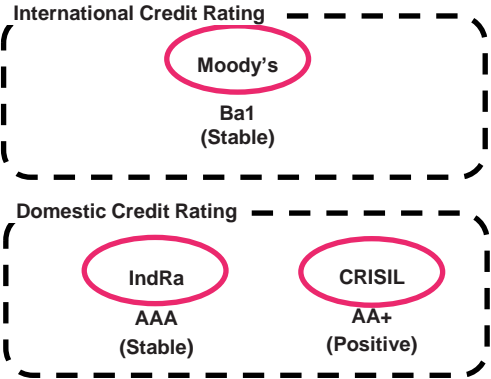 International Credit Rating
Moody's
Ba1
(Stable)
Domestic Credit Rating
IndRa
AAA
(Stable)
CRISIL
AA+
(Positive)